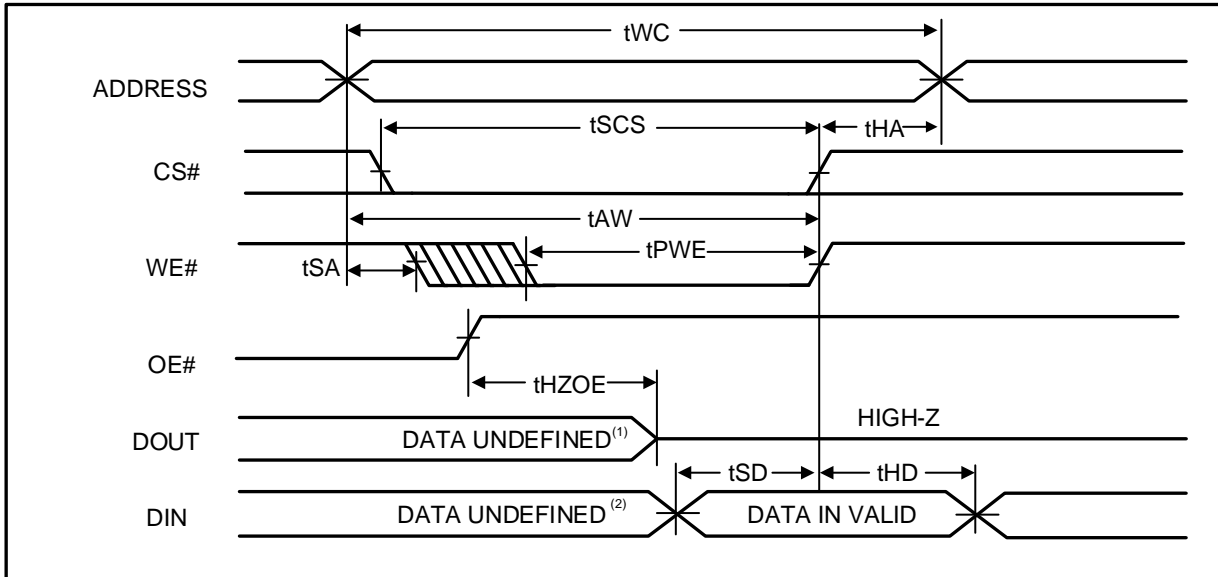 tWC
ADDRESS
tSCS
tHA
CS#
tAW
WE#
tSA
tPWE
OE#
tHZOE
DOUT
DATA UNDEFINED(1)
HIGH-Z
tSD
tHD
DIN
DATA UNDEFINED (2)
DATA IN VALID